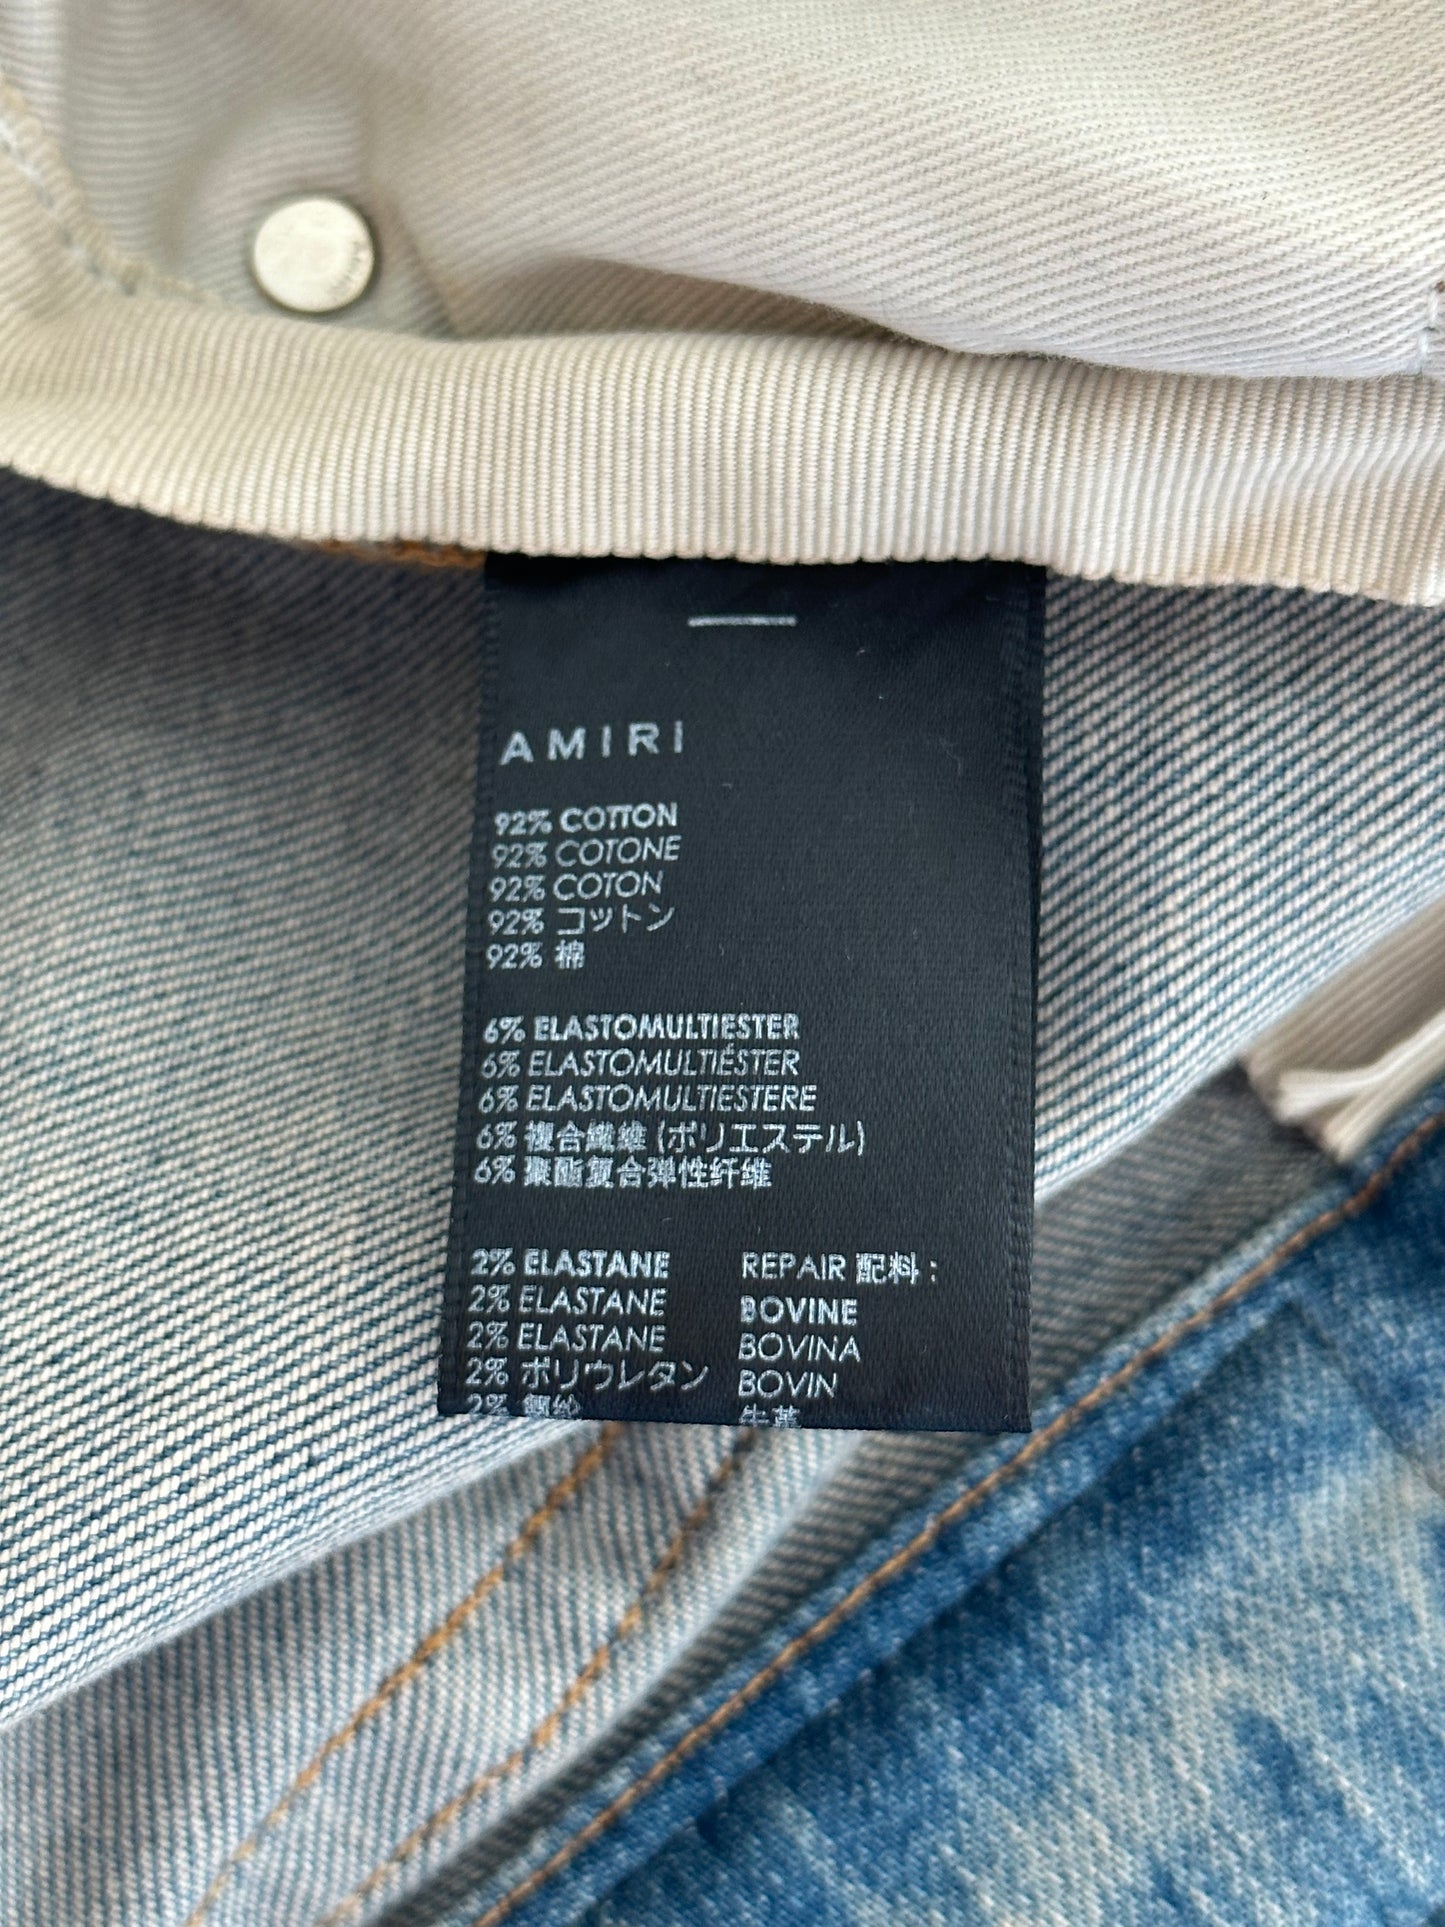 AMIRI
92% COTTON
92% COTONE
92% COTON
92% コットン
92% 棉
6% ELASTOMULTIESTER
6% ELASTOMULTIÉSTER
6% ELASTOMULTIESTERE
6% 複合繊維 (ポリエステル)
6% 聚酯复合弹性纤维
2% ELASTANE
2% ELASTANE
2% ELASTANE
2% ポリウレタン
2%
REPAIR 配料 :
BOVINE
BOVINA
BOVIN
牛革